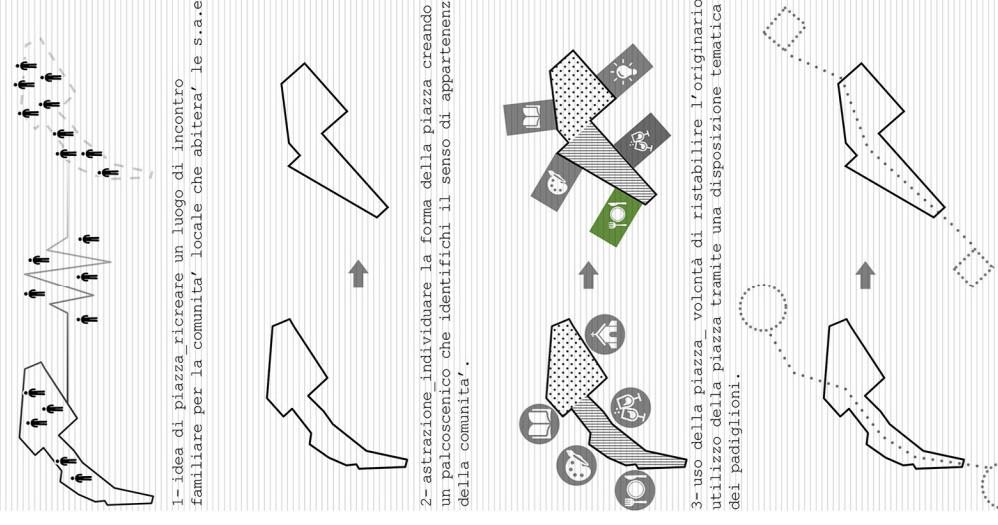 1- idea di piazza_ricreare un luogo di incontro
familiare per la comunita' locale che abitera' le s.a.e
2- astrazione_individuare la forma della piazza creando
un palcoscenico che identifichi il senso di appartenenz
della comunita'.
3- uso della piazza_ volontà di ristabilire l'originario
utilizzo della piazza tramite una disposizione tematica
dei padiglioni.